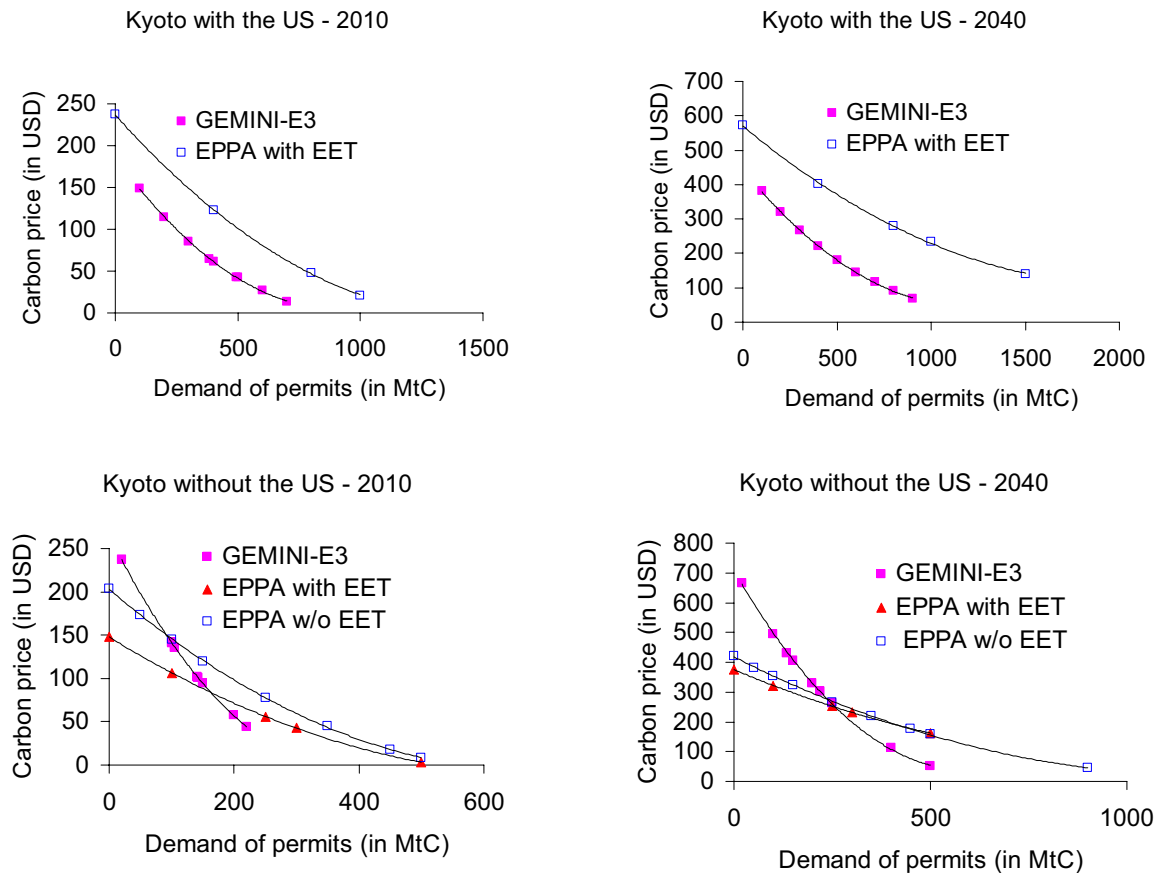 Kyoto with the US - 2010
Carbon price (in USD)
250
200
150
100
50
0
GEMINI-E3
EPPA with EET
0 500 1000 1500
Demand of permits (in MtC)
Kyoto with the US - 2040
Carbon price (in USD)
700
600
500
400
300
200
100
0
GEMINI-E3
EPPA with EET
0 500 1000 1500 2000
Demand of permits (in MtC)
Kyoto without the US - 2010
Carbon price (in USD)
250
200
150
100
50
0
GEMINI-E3
EPPA with EET
EPPA w/o EET
0 200 400 600
Demand of permits (in MtC)
Kyoto without the US - 2040
Carbon price (in USD)
800
700
600
500
400
300
200
100
0
GEMINI-E3
EPPA with EET
EPPA w/o EET
0 500 1000
Demand of permits (in MtC)